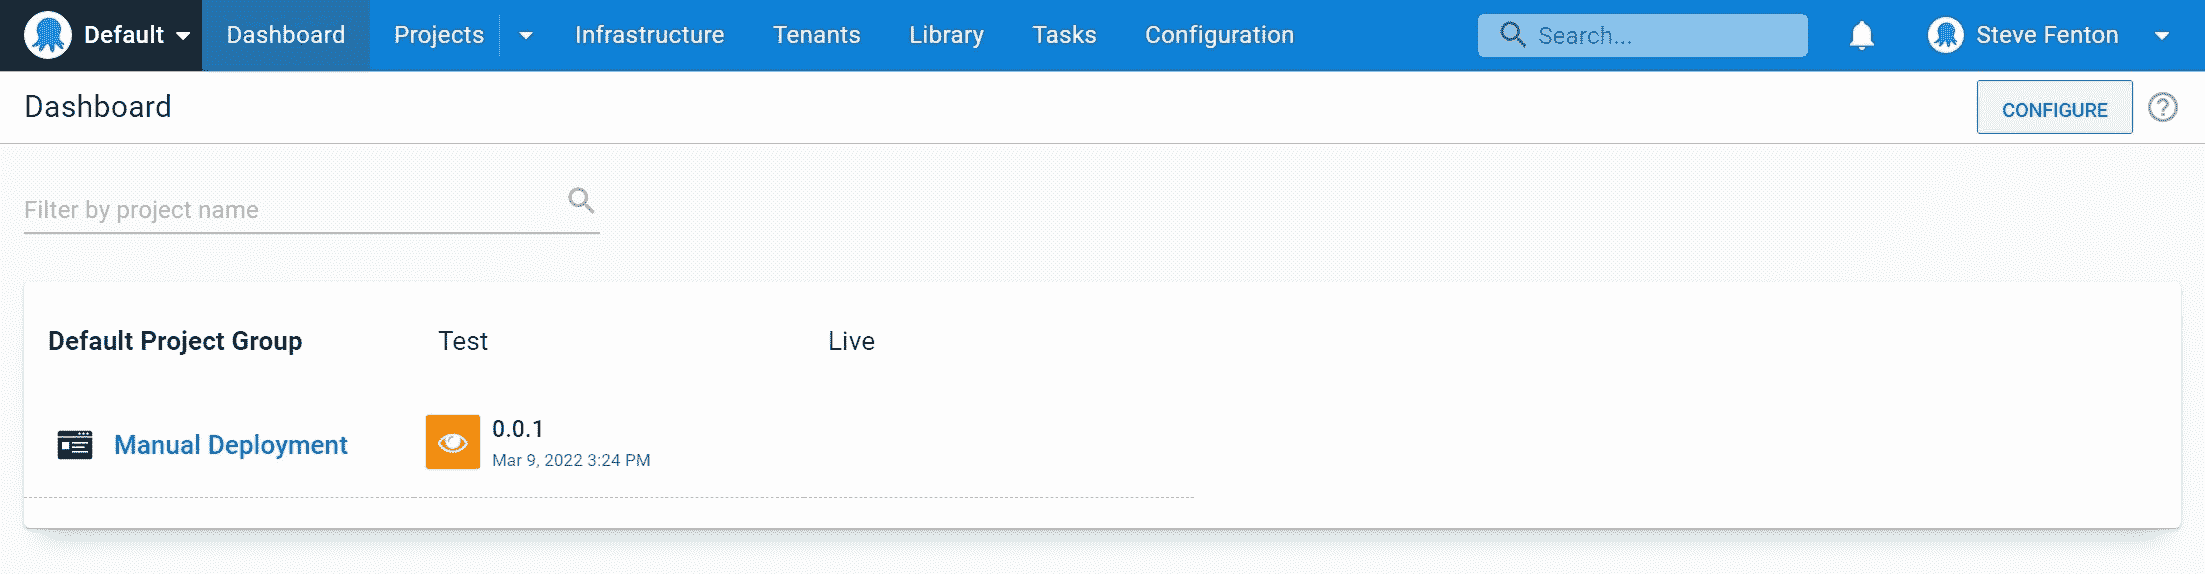 Default Dashboard Projects Infrastructure Tenants Library Tasks Configuration Search... Steve Fenton
Dashboard CONFIGURE ?
Filter by project name
Default Project Group Test Live
Manual Deployment 0.0.1
Mar 9, 2022 3:24 PM